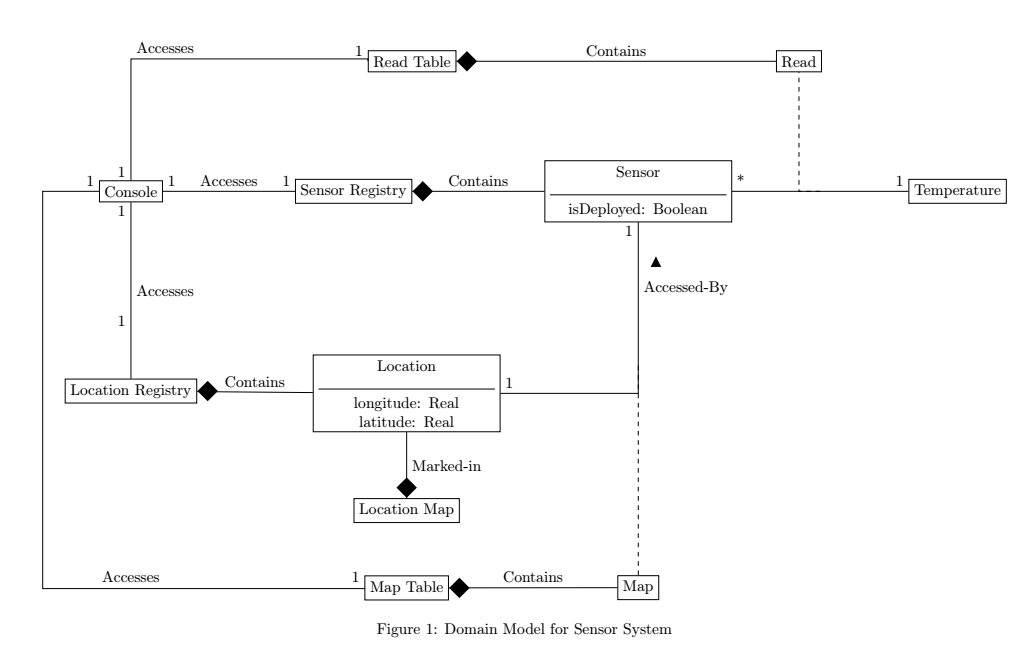 Accesses
1
Read Table
Contains
Read
1
1
Console
1
Accesses
1
Sensor Registry
Contains
Sensor
isDeployed: Boolean
*
1
Temperature
1
1
Accesses
1
Accessed-By
1
Location Registry
Contains
Location
longitude: Real
latitude: Real
1
Marked-in
Location Map
Accesses
1
Map Table
Contains
Map
Figure 1: Domain Model for Sensor System